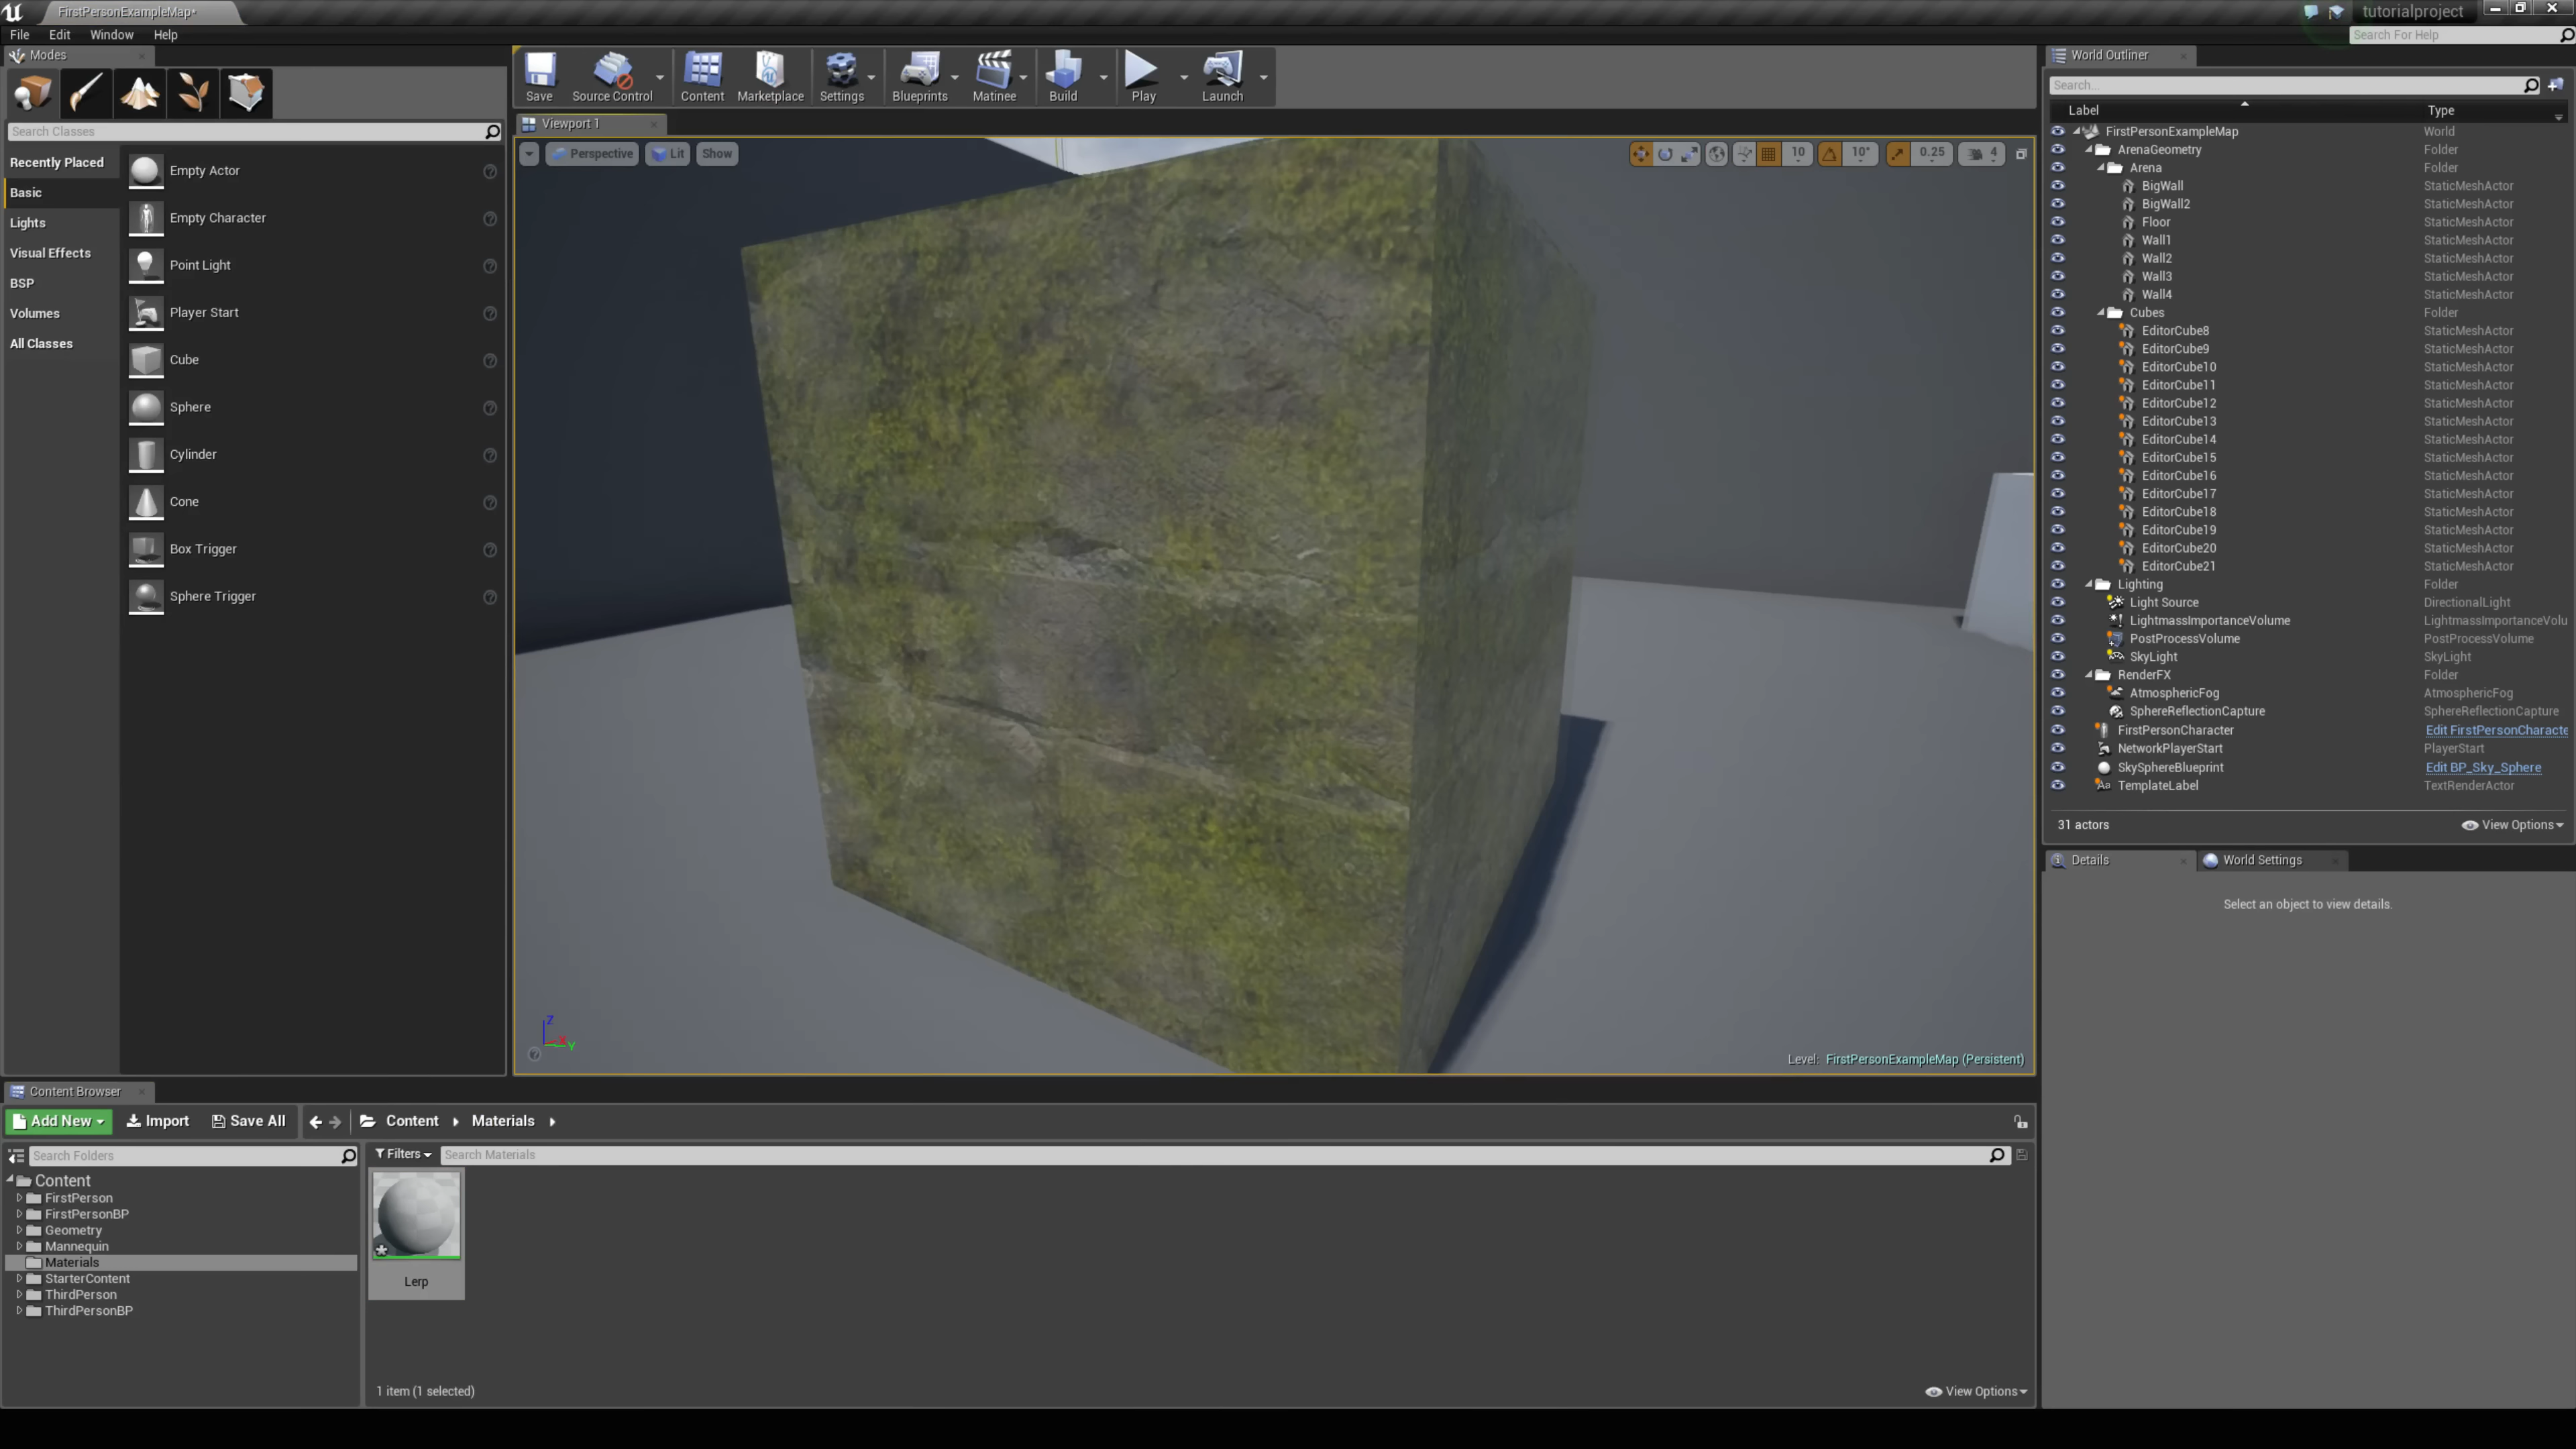 FirstPersonExampleMap*
tutorialproject
File Edit Window Help
Search For Help
Modes
Search Classes
Recently Placed
Basic
Lights
Visual Effects
BSP
Volumes
All Classes
Empty Actor
Empty Character
Point Light
Player Start
Cube
Sphere
Cylinder
Cone
Box Trigger
Sphere Trigger
Save
Source Control
Content
Marketplace
Settings
Blueprints
Matinee
Build
Play
Launch
Viewport 1
Perspective
Lit
Show
10
10°
0.25
4
Level: FirstPersonExampleMap (Persistent)
Z
X
Y
World Outliner
Search...
Label Type
FirstPersonExampleMap World
ArenaGeometry Folder
Arena Folder
BigWall StaticMeshActor
BigWall2 StaticMeshActor
Floor StaticMeshActor
Wall1 StaticMeshActor
Wall2 StaticMeshActor
Wall3 StaticMeshActor
Wall4 StaticMeshActor
Cubes Folder
EditorCube8 StaticMeshActor
EditorCube9 StaticMeshActor
EditorCube10 StaticMeshActor
EditorCube11 StaticMeshActor
EditorCube12 StaticMeshActor
EditorCube13 StaticMeshActor
EditorCube14 StaticMeshActor
EditorCube15 StaticMeshActor
EditorCube16 StaticMeshActor
EditorCube17 StaticMeshActor
EditorCube18 StaticMeshActor
EditorCube19 StaticMeshActor
EditorCube20 StaticMeshActor
EditorCube21 StaticMeshActor
Lighting Folder
Light Source DirectionalLight
LightmassImportanceVolume LightmassImportanceVolu
PostProcessVolume PostProcessVolume
SkyLight SkyLight
RenderFX Folder
AtmosphericFog AtmosphericFog
SphereReflectionCapture SphereReflectionCapture
FirstPersonCharacter Edit FirstPersonCharacte
NetworkPlayerStart PlayerStart
SkySphereBlueprint Edit BP_Sky_Sphere
TemplateLabel TextRenderActor
31 actors
View Options
Details
World Settings
Select an object to view details.
Content Browser
Add New
Import
Save All
Content
Materials
Search Folders
Filters
Search Materials
Content
FirstPerson
FirstPersonBP
Geometry
Mannequin
Materials
StarterContent
ThirdPerson
ThirdPersonBP
Lerp
1 item (1 selected)
View Options